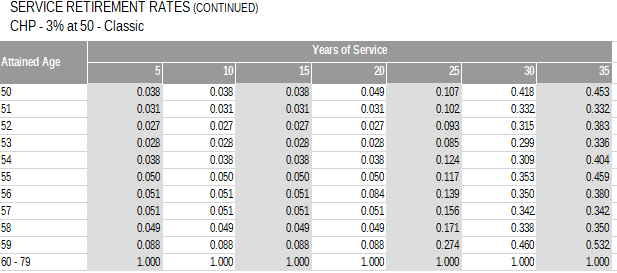 SERVICE RETIREMENT RATES (CONTINUED)
CHP - 3% at 50 - Classic
Years of Service
Attained Age
5 10 15 20 25 30 35
50 0.038 0.038 0.038 0.049 0.107 0.418 0.453
51 0.031 0.031 0.031 0.031 0.102 0.332 0.332
52 0.027 0.027 0.027 0.027 0.093 0.315 0.383
53 0.028 0.028 0.028 0.028 0.085 0.299 0.336
54 0.038 0.038 0.038 0.038 0.124 0.309 0.404
55 0.050 0.050 0.050 0.050 0.117 0.353 0.459
56 0.051 0.051 0.051 0.084 0.139 0.350 0.380
57 0.051 0.051 0.051 0.051 0.156 0.342 0.342
58 0.049 0.049 0.049 0.049 0.171 0.338 0.350
59 0.088 0.088 0.088 0.088 0.274 0.460 0.532
60 - 79 1.000 1.000 1.000 1.000 1.000 1.000 1.000